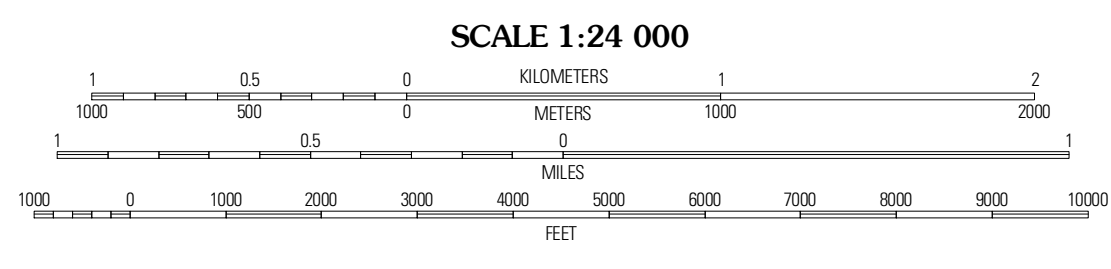 SCALE 1:24 000
1 0.5 0 KILOMETERS 1 2
1000 500 0 METERS 1000 2000
1 0.5 0 1
MILES
1000 0 1000 2000 3000 4000 5000 6000 7000 8000 9000 10000
FEET